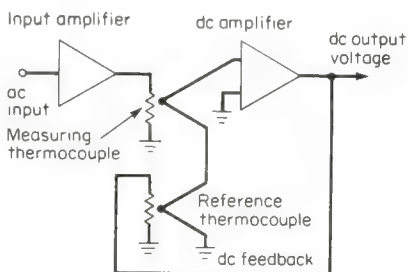 Input amplifier
dc amplifier
dc output
voltage
ac
input
Measuring
thermocouple
Reference
thermocouple
dc feedback